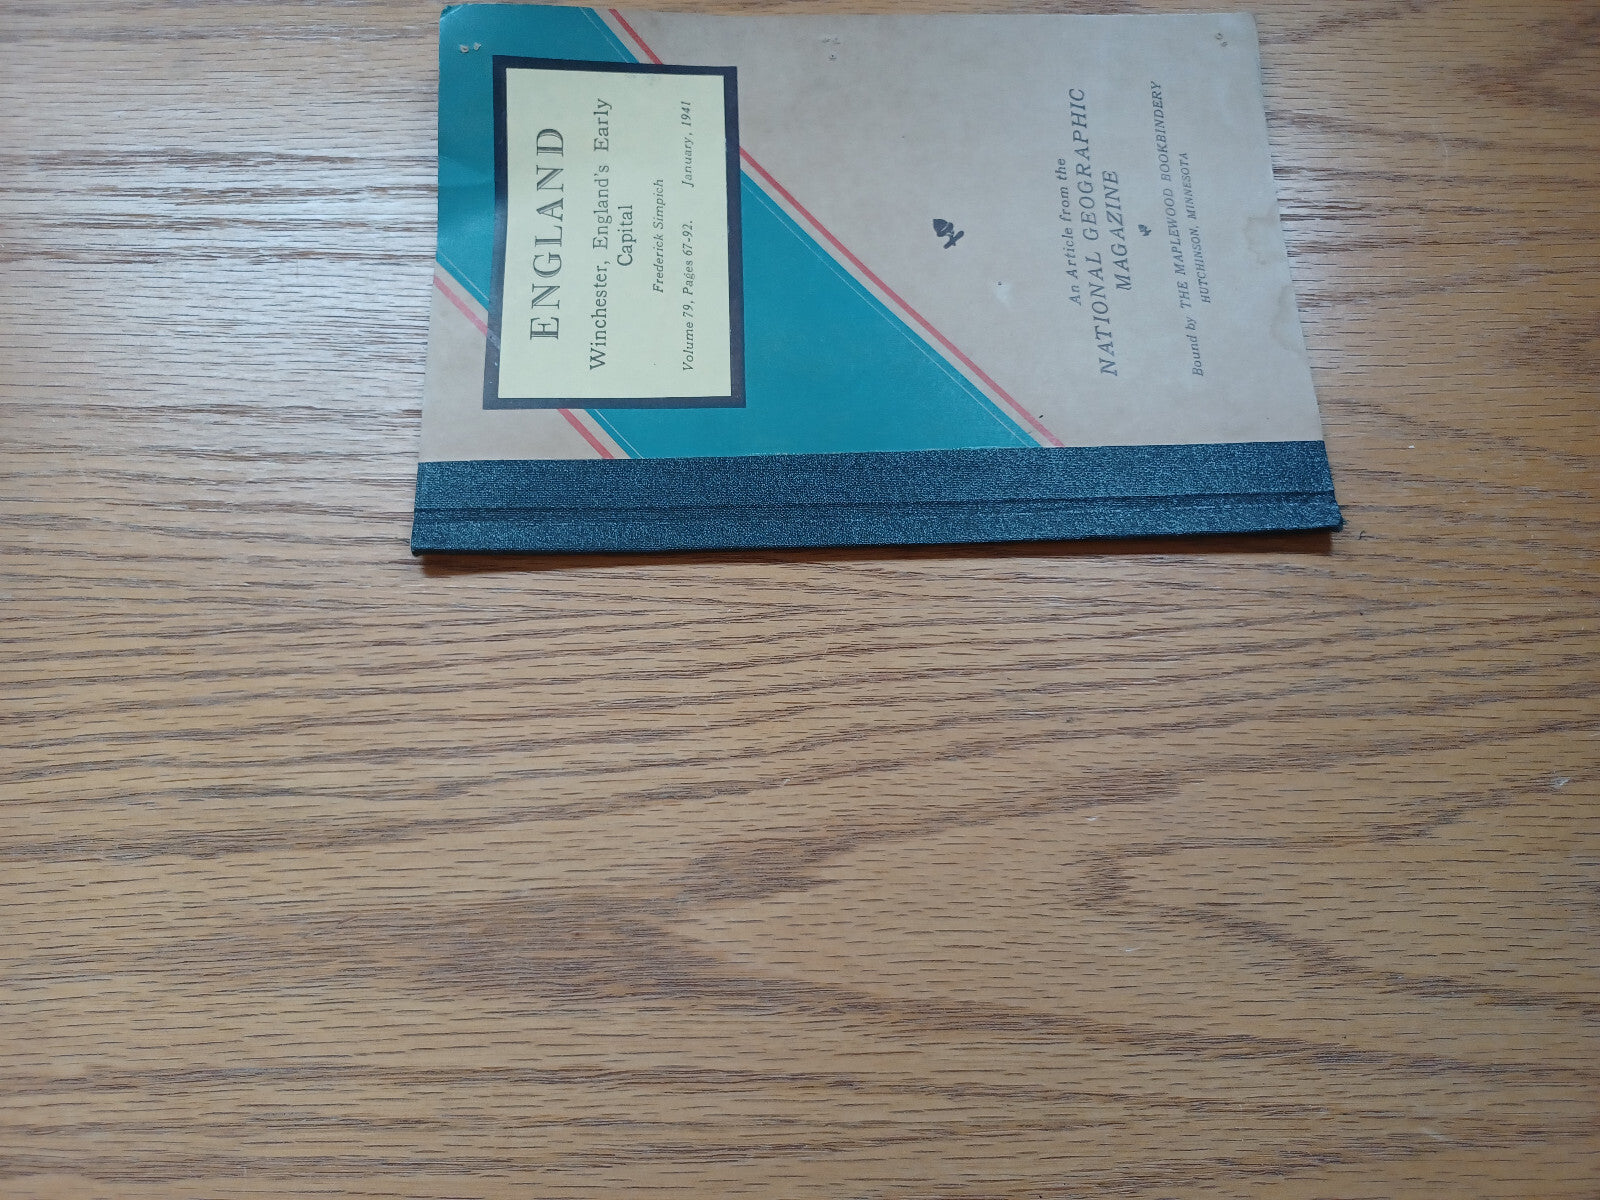 ENGLAND
Winchester, England's Early
Capital
Frederick Simpich
Volume 79, Pages 67-92. January, 1941
An Article from the
NATIONAL GEOGRAPHIC
MAGAZINE
Bound by THE MAPLEWOOD BOOKBINDERY
HUTCHINSON, MINNESOTA